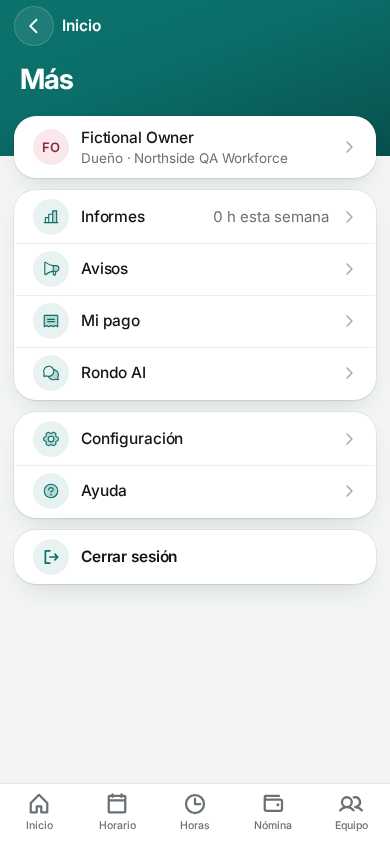 Inicio
Más
FO
Fictional Owner
Dueño · Northside QA Workforce
Informes
0 h esta semana
Avisos
Mi pago
Rondo AI
Configuración
Ayuda
Cerrar sesión
Inicio
Horario
Horas
Nómina
Equipo